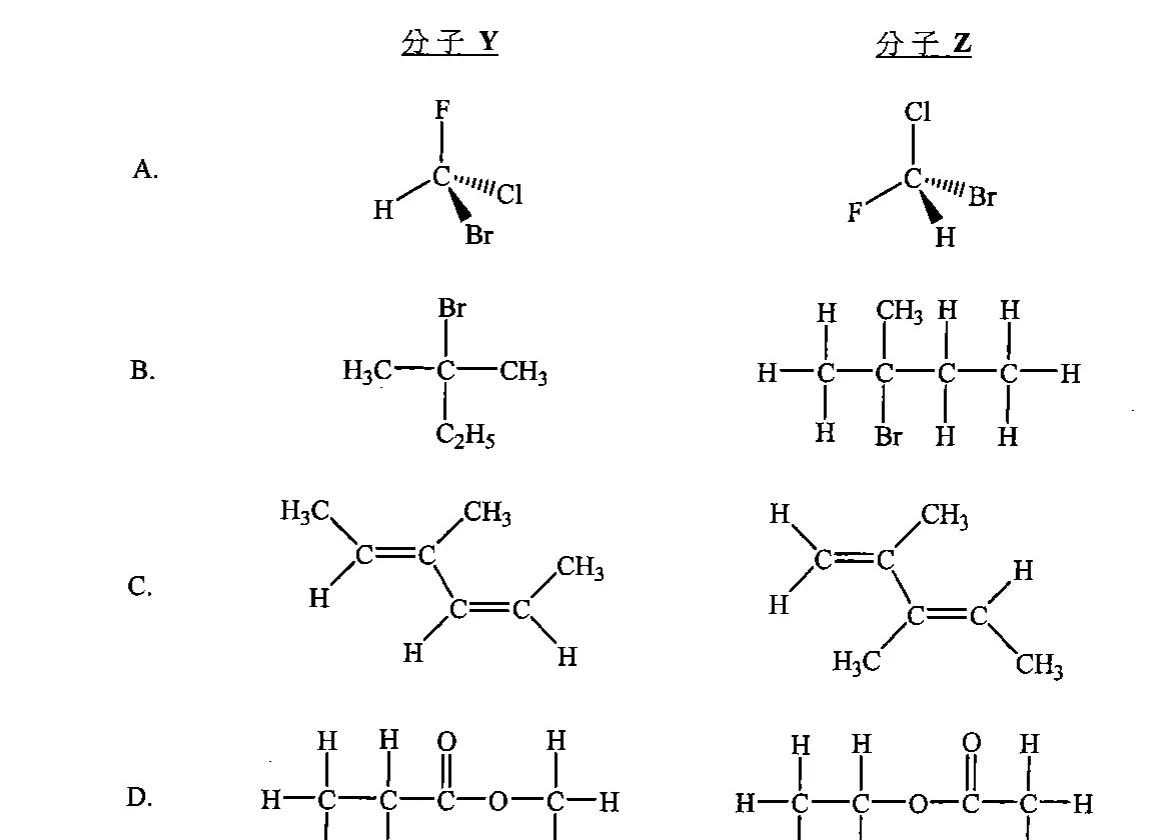 分子 Y 分子 Z
F Cl
A.
C C
Cl Br
H F
Br H
Br H CH₃ H H
B. H₃C C CH₃ H C C C C H
C₂H₅ H Br H H
H₃C CH₃ H CH₃
C C C C
CH₃ H
C. H H
C C C C
H H H₃C CH₃
H H O H H H O H
D. H C C C O C H H C C O C C H